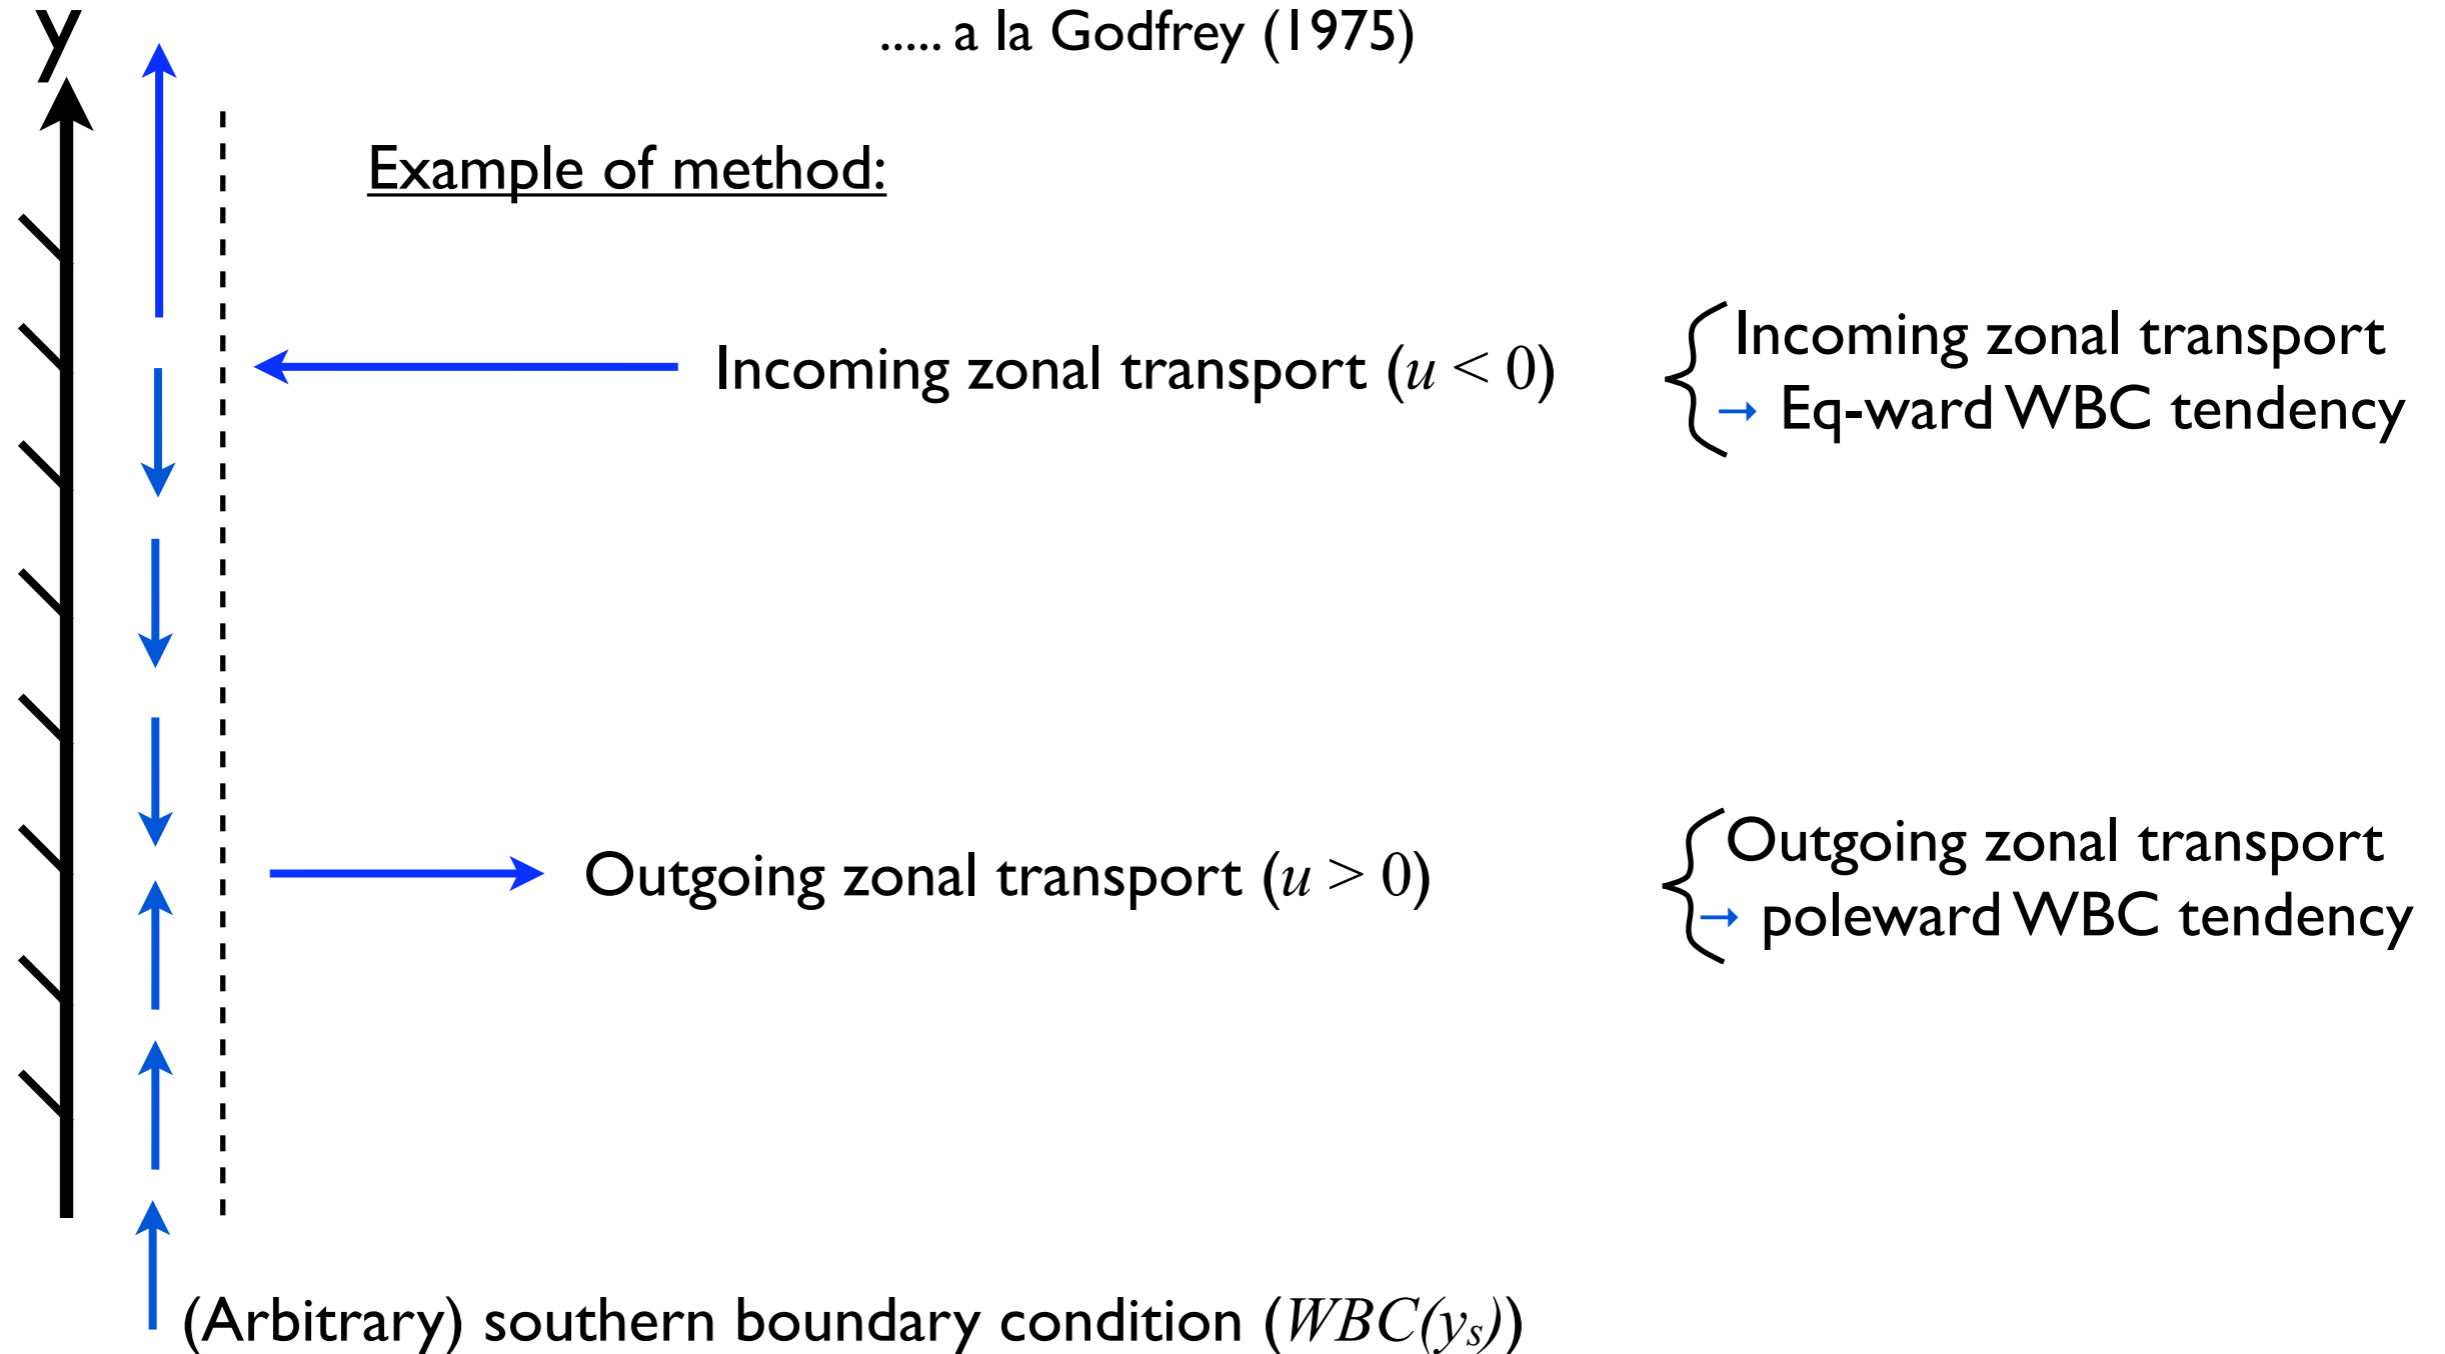 y
..... a la Godfrey (1975)
Example of method:
Incoming zonal transport (u < 0)
Incoming zonal transport
→ Eq-ward WBC tendency
Outgoing zonal transport (u > 0)
Outgoing zonal transport
→ poleward WBC tendency
(Arbitrary) southern boundary condition (WBC(yₛ))